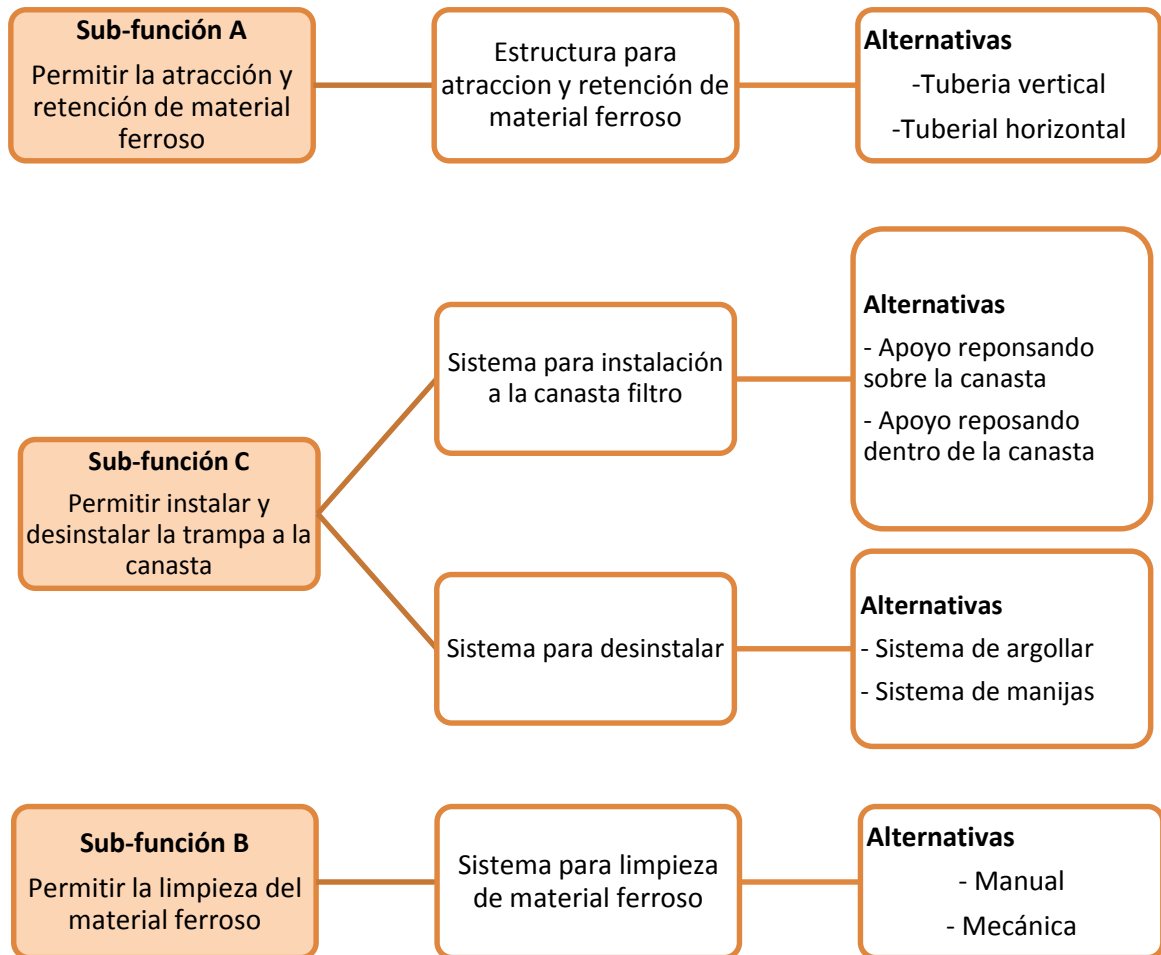 Sub-función A
Permitir la atracción y
retención de material
ferroso
Estructura para
atraccion y retención de
material ferroso
Alternativas
-Tuberia vertical
-Tuberial horizontal
Sub-función C
Permitir instalar y
desinstalar la trampa a la
canasta
Sistema para instalación
a la canasta filtro
Alternativas
- Apoyo reponsando
sobre la canasta
- Apoyo reposando
dentro de la canasta
Sistema para desinstalar
Alternativas
- Sistema de argollar
- Sistema de manijas
Sub-función B
Permitir la limpieza del
material ferroso
Sistema para limpieza
de material ferroso
Alternativas
- Manual
- Mecánica